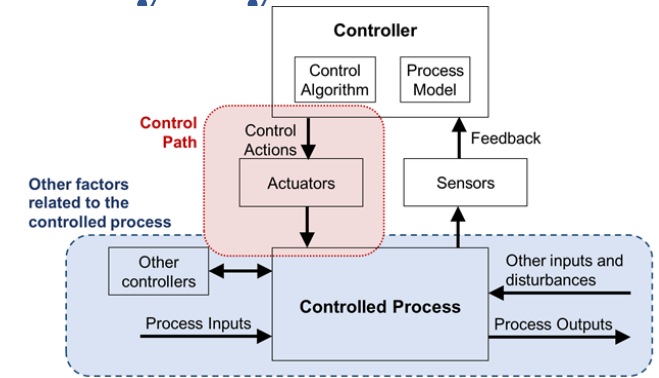 Controller
Control
Algorithm
Process
Model
Control
Path
Control
Actions
Feedback
Actuators
Sensors
Other factors
related to the
controlled process
Other
controllers
Controlled Process
Other inputs and
disturbances
Process Inputs
Process Outputs